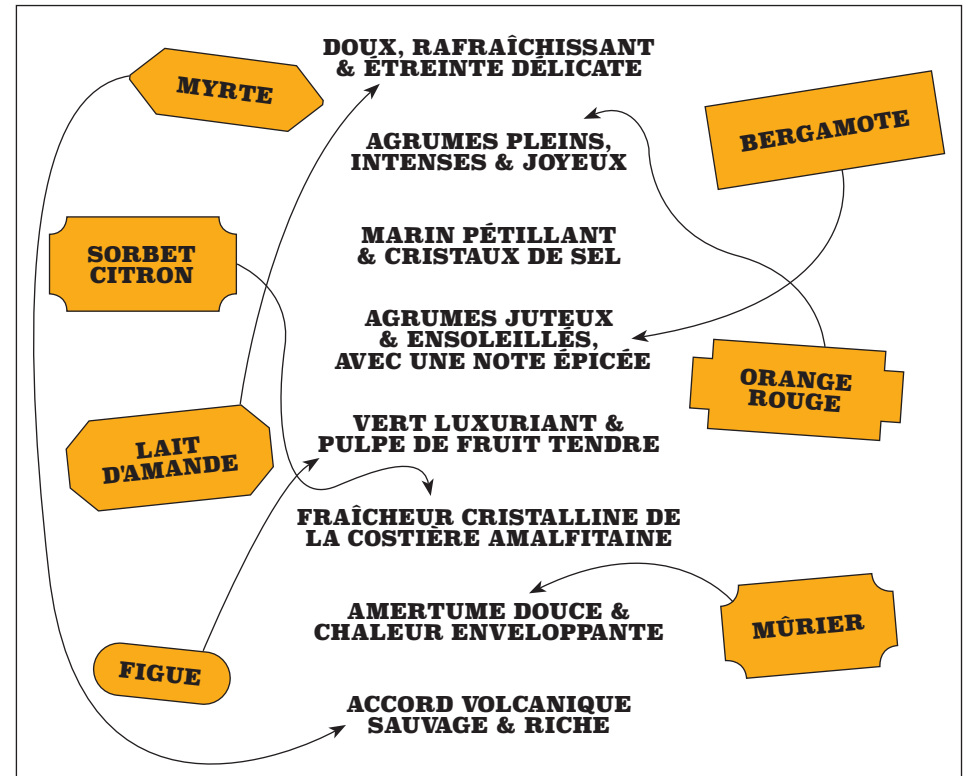 DOUX, RAFRAÎCHISSANT
& ÉTREINTE DÉLICATE
MYRTE
BERGAMOTE
AGRUMES PLEINS,
INTENSES & JOYEUX
MARIN PÉTILLANT
& CRISTAUX DE SEL
SORBET
CITRON
AGRUMES JUTEUX
& ENSOLEILLÉS,
AVEC UNE NOTE ÉPICÉE
ORANGE
ROUGE
VERT LUXURIANT &
PULPE DE FRUIT TENDRE
LAIT
D'AMANDE
FRAÎCHEUR CRISTALLINE DE
LA COSTIÈRE AMALFITAINE
AMERTUME DOUCE &
CHALEUR ENVELOPPANTE
MÛRIER
FIGUE
ACCORD VOLCANIQUE
SAUVAGE & RICHE